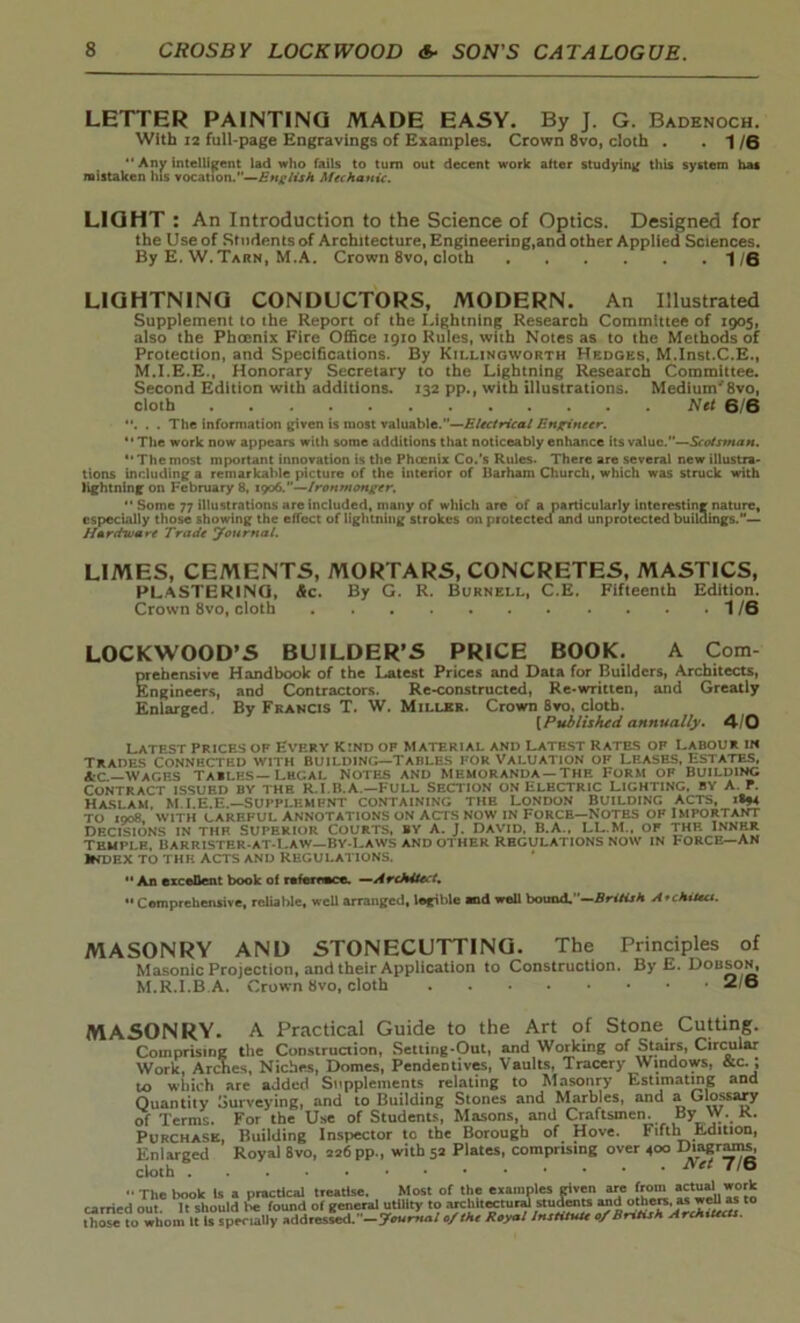 8 CROSBY LOCKWOOD & SON'S CATALOGUE.
LETTER PAINTING MADE EASY. By J. G. BADENOCH.
With 12 full-page Engravings of Examples. Crown 8vo, cloth . . 1/6
"Any intelligent lad who fails to turn out decent work after studying this system has
mistaken his vocation."—English Mechanic.
LIGHT : An Introduction to the Science of Optics. Designed for
the Use of Students of Architecture, Engineering,and other Applied Sciences.
By E. W. TARN, M.A. Crown 8vo, cloth . . . . . . 1/6
LIGHTNING CONDUCTORS, MODERN. An Illustrated
Supplement to the Report of the Lightning Research Committee of 1905,
also the Phœnix Fire Office 1910 Rules, with Notes as to the Methods of
Protection, and Specifications. By KILLINGWORTH HEDGES, M.Inst.C.E.,
M.I.E.E., Honorary Secretary to the Lightning Research Committee.
Second Edition with additions. 132 pp., with illustrations. Medium 8vo,
cloth . . . . . . . . . . . . Net 6/6
". . . The information given is most valuable."—Electrical Engineer.
"The work now appears with some additions that noticeably enhance its value."—Scotsman.
"The most mportant innovation is the Phœnix Co.'s Rules. There are several new illustra-
tions including a remarkable picture of the interior of Barham Church, which was struck with
lightning on February 8, 1906."—Ironmonger.
"Some 77 illustrations are included, many of which are of a particularly interesting nature,
especially those showing the effect of lightning strokes on protected and unprotected buildings."—
Hardware Trade Journal.
LIMES, CEMENTS, MORTARS, CONCRETES, MASTICS,
PLASTERING, &c. By G. R. BURNELL, C.E. Fifteenth Edition.
Crown 8vo, cloth . . . . . . . . . . . 1/6
LOCKWOOD'S BUILDER'S PRICE BOOK. A Com-
prehensive Handbook of the Latest Prices and Data for Builders, Architects,
Engineers, and Contractors. Re-constructed, Re-written, and Greatly
Enlarged. By FRANCIS T. W. MILLER. Crown 8vo, cloth.
[Published annually. 4/0
LATEST PRICES OF EVERY KIND OF MATERIAL AND LATEST RATES OF LABOUR IN
TRADES CONNECTED WITH BUILDING—TABLES FOR VALUATION OF LEASES, ESTATES,
&C.—WAGES TABLES—LEGAL NOTES AND MEMORANDA—THE FORM OF BUILDING
CONTRACT ISSUED BY THE R.I.B.A.—FULL SECTION ON ELECTRIC LIGHTING, BY A. P.
HASLAM, M.I.E.E.—SUPPLEMENT CONTAINING THE LONDON BUILDING ACTS, 1894
TO 1908, WITH CAREFUL ANNOTATIONS ON ACTS NOW IN FORCE—NOTES OF IMPORTANT
DECISIONS IN THE SUPERIOR COURTS, BY A. J. DAVID, B.A., LL.M., OF THE INNER
TEMPLE, BARRISTER-AT-LAW—BY-LAWS AND OTHER REGULATIONS NOW IN FORCE—AN
INDEX TO THE ACTS AND REGULATIONS.
"An excellent book of reference.—Architect.
"Comprehensive, reliable, well arranged, legible and well bound."—British Architect.
MASONRY AND STONECUTTING. The Principles of
Masonic Projection, and their Application to Construction. By E. DOBSON,
M.R.I.B A. Crown 8vo, cloth . . . . . . . . 2/6
MASONRY. A Practical Guide to the Art of Stone Cutting.
Comprising the Construction, Setting-Out, and Working of Stairs, Circular
Work, Arches, Niches, Domes, Pendentives, Vaults, Tracery Windows, &c. ;
to which are added Supplements relating to Masonry Estimating and
Quantity Surveying, and to Building Stones and Marbles, and a Glossary
of Terms. For the Use of Students, Masons, and Craftsmen. By W. R.
PURCHASE, Building Inspector to the Borough of Hove. Fifth Edition,
Enlarged Royal 8vo, 226 pp., with 52 Plates, comprising over 400 Diagrams,
cloth . . . . . . . . . . . . . Net 7/6
"The book is a practical treatise. Most of the examples given are from actual work
carried out. It should be found of general utility to architectural students and others, as well as to
those to whom it is specially addressed."—Journal of the Royal Institute of British Architects.